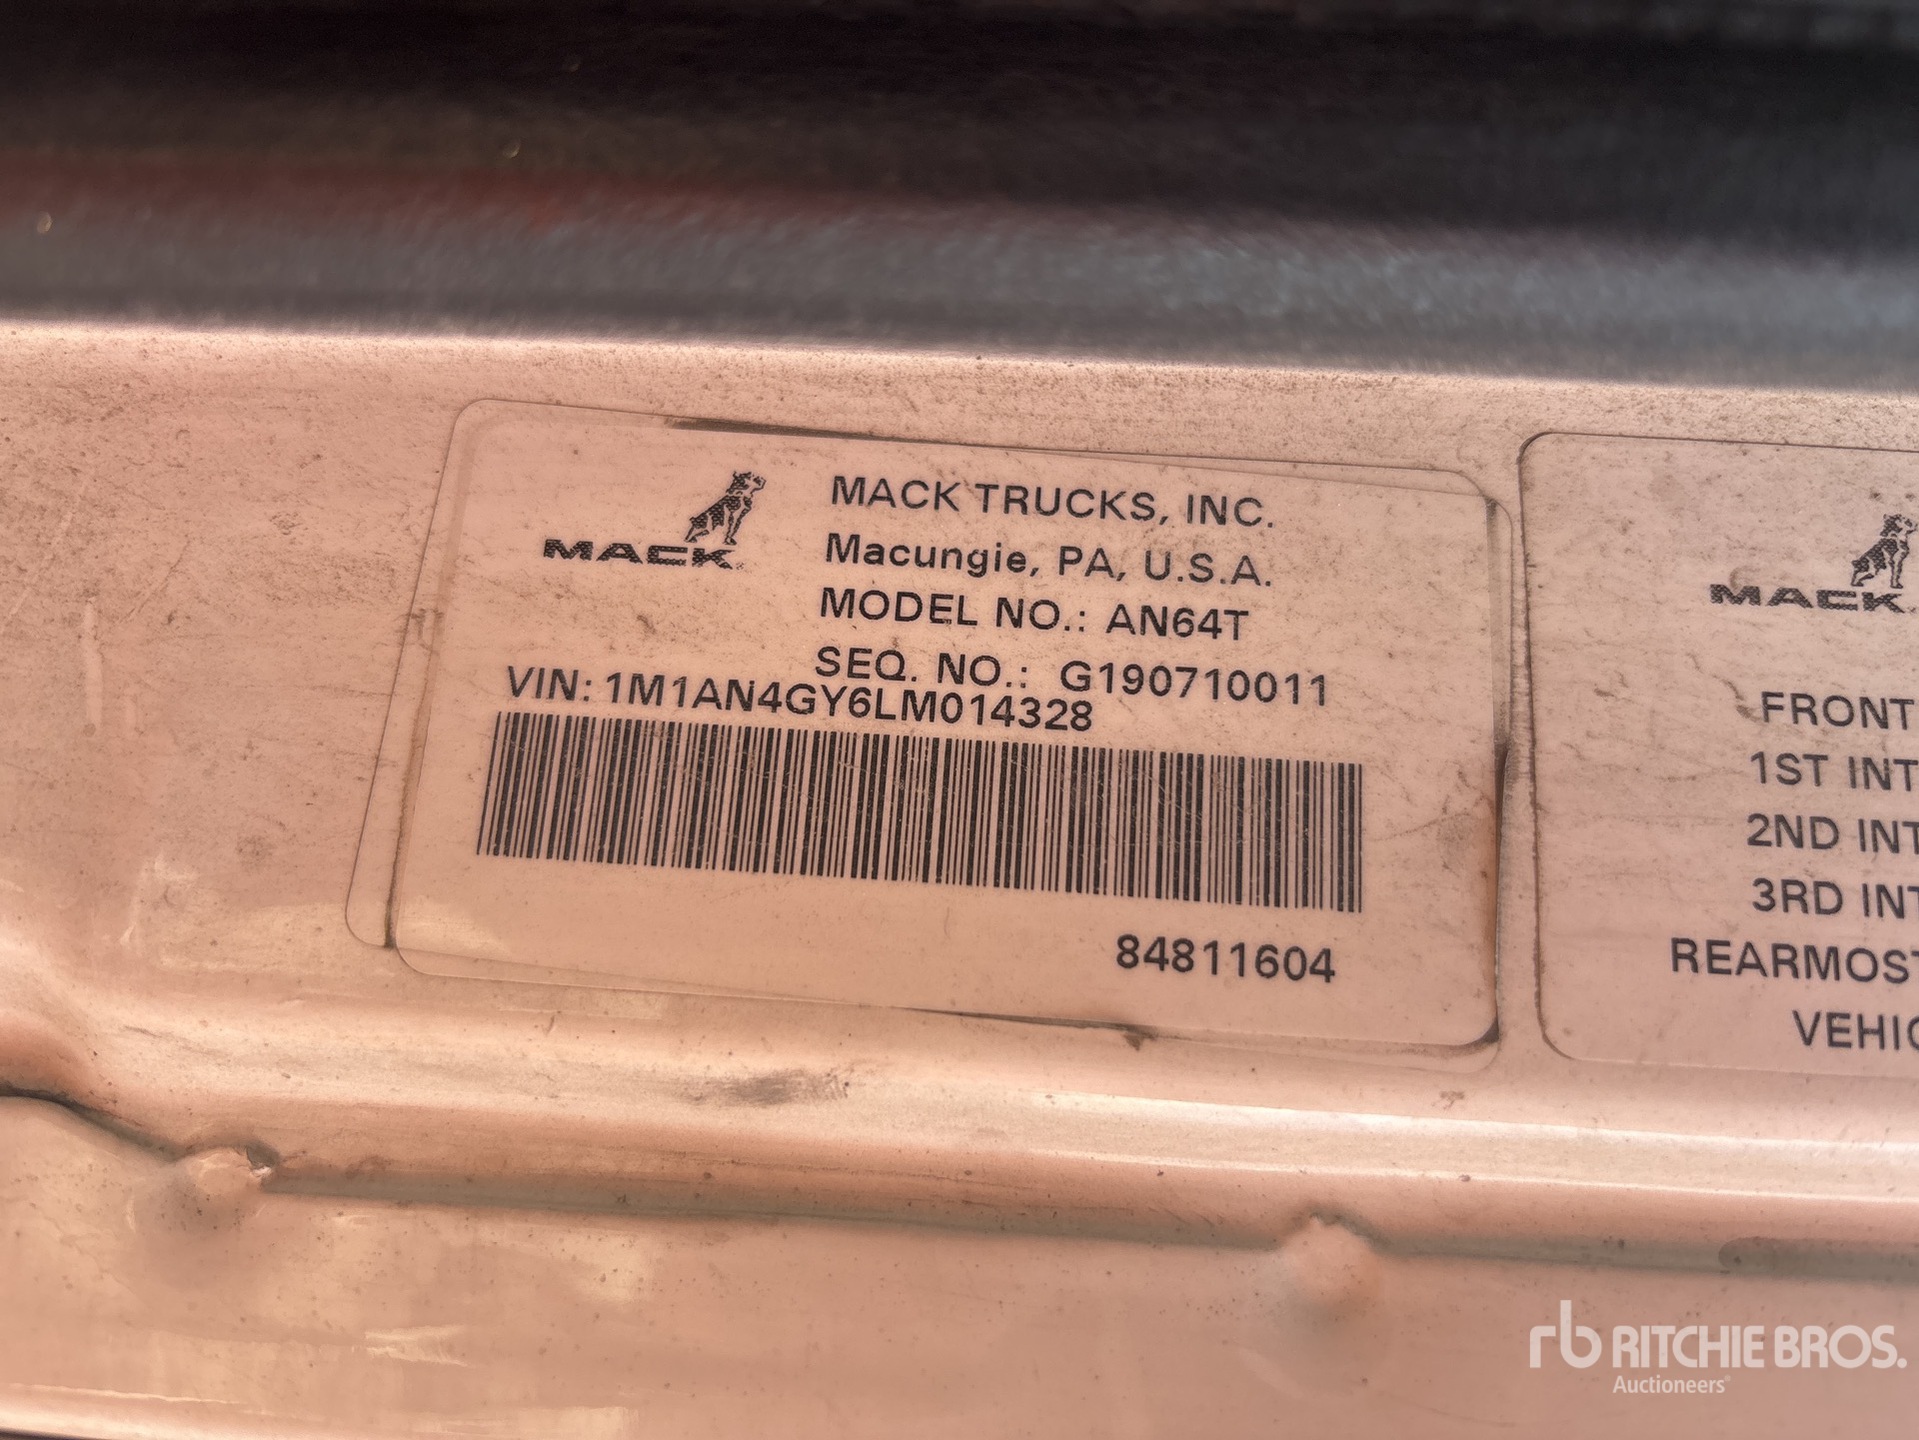 MACK
MACK TRUCKS, INC.
Macungie, PA, U.S.A.
MODEL NO.: AN64T
SEQ. NO.: G190710011
VIN: 1M1AN4GY6LM014328
84811604
MACK
FRONT
1ST INT
2ND INT
3RD INT
REARMOST
VEHIC
rb RITCHIE BROS.
Auctioneers